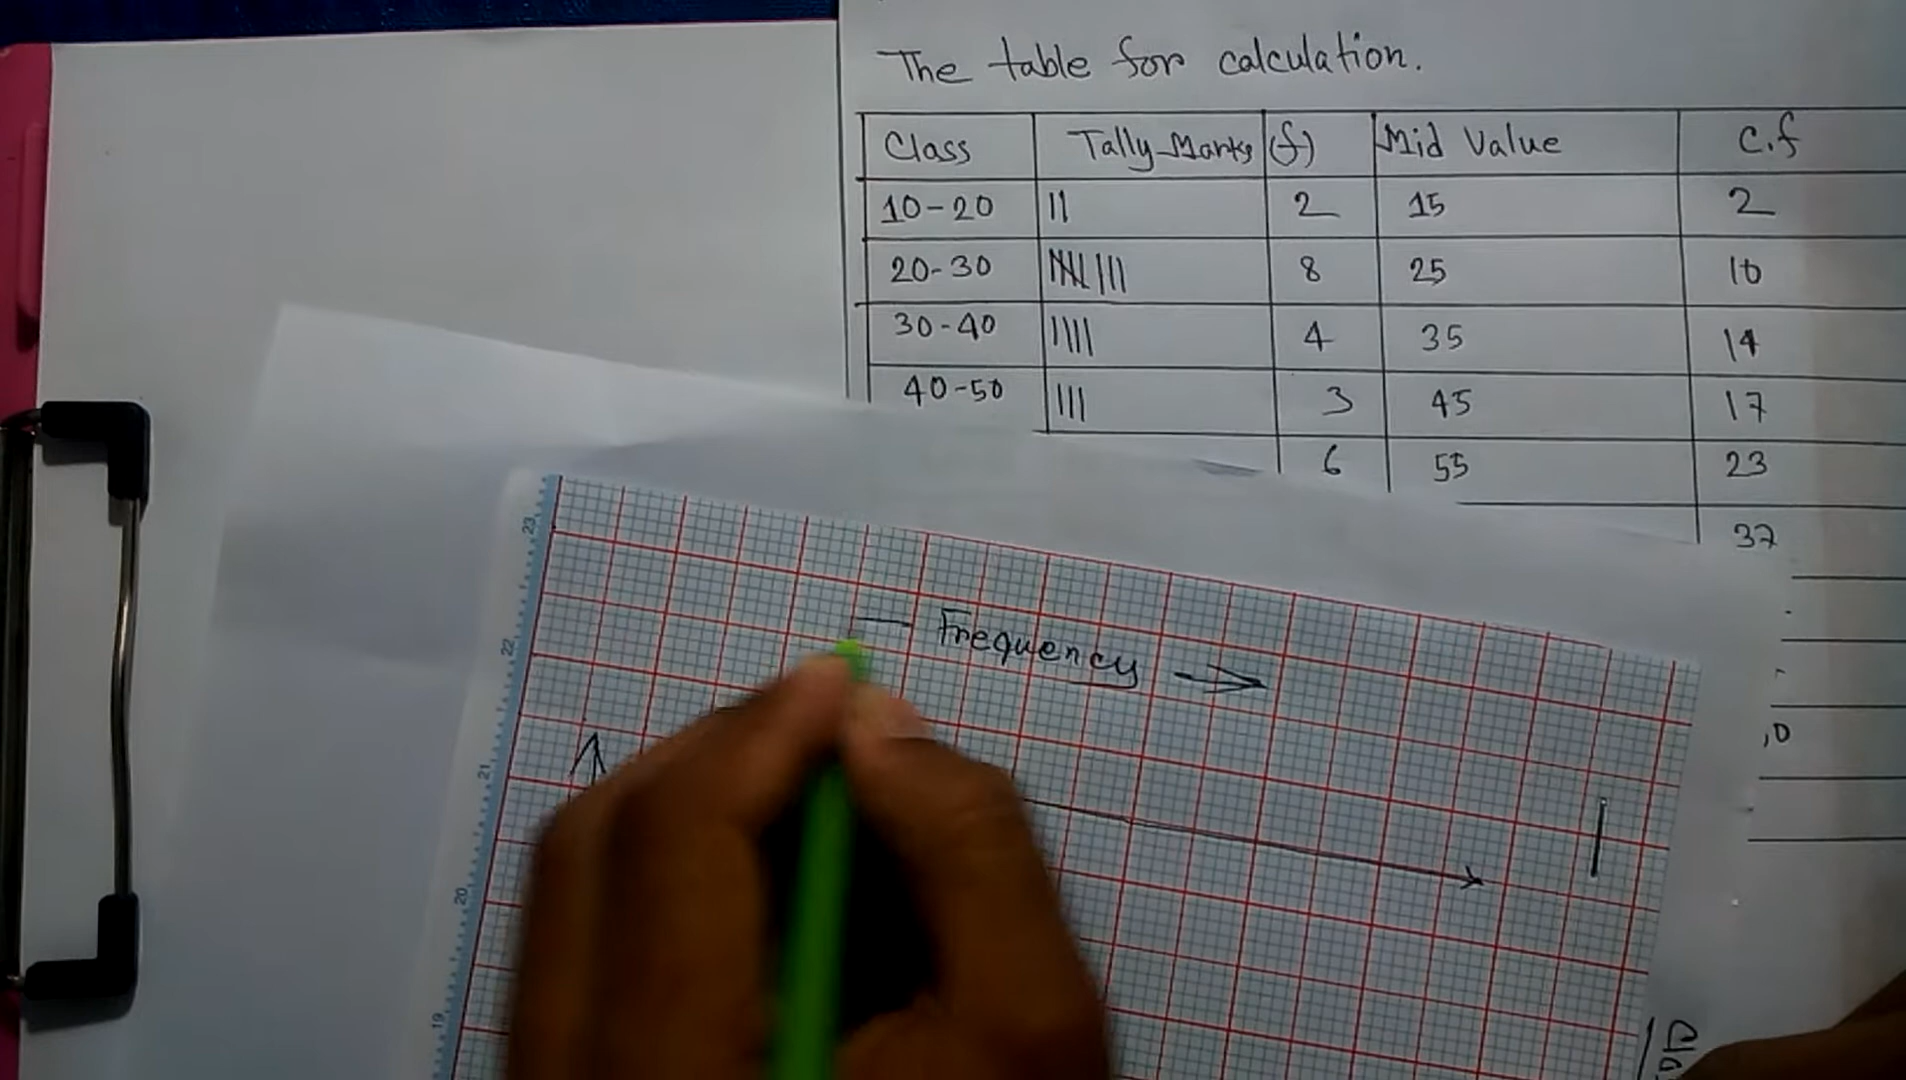 The table for calculation.
Class Tally Marks (f) Mid Value C.f
10-20 || 2 15 2
20-30 |||| ||| 8 25 10
30-40 |||| 4 35 14
40-50 ||| 3 45 17
6 55 23
37
Frequency
23
22
21
20
19